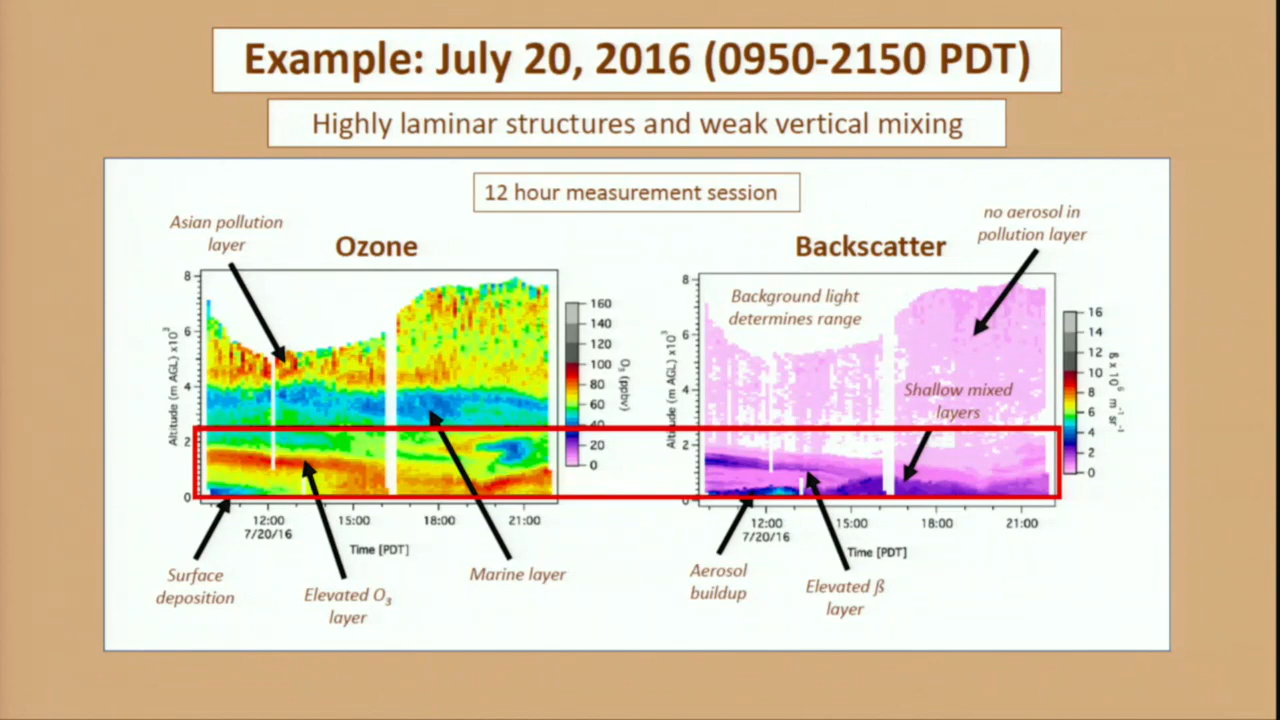 Example: July 20, 2016 (0950-2150 PDT)
Highly laminar structures and weak vertical mixing
12 hour measurement session
Asian pollution
layer
Ozone
8
6
4
2
0
Altitude (m AGL) x10³
12:00
7/20/16
15:00
18:00
21:00
Time [PDT]
160
140
120
100
80
60
40
20
0
O₃ (ppbv)
Surface
deposition
Elevated O₃
layer
Marine layer
Backscatter
no aerosol in
pollution layer
Background light
determines range
Shallow mixed
layers
8
6
4
2
0
Altitude (m AGL) x10³
12:00
7/20/16
15:00
18:00
21:00
Time [PDT]
16
14
12
10
8
6
4
2
0
Aerosol
buildup
Elevated ß
layer